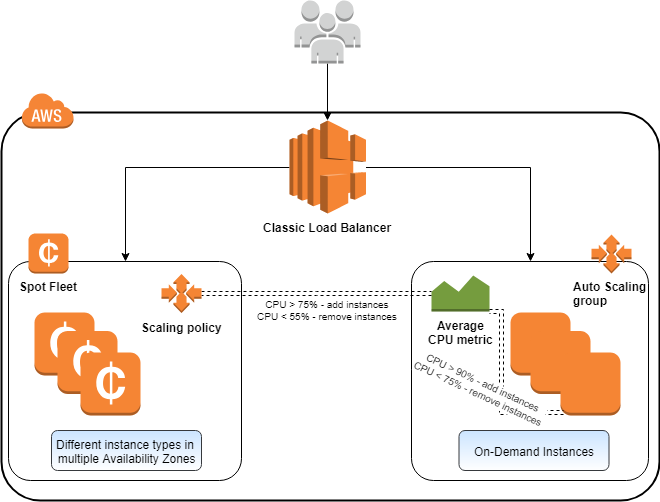 AWS
Classic Load Balancer
Spot Fleet
Scaling policy
CPU > 75% - add instances
CPU < 55% - remove instances
Auto Scaling
group
Average
CPU metric
CPU > 90% - add instances
CPU < 75% - remove instances
Different instance types in
multiple Availability Zones
On-Demand Instances